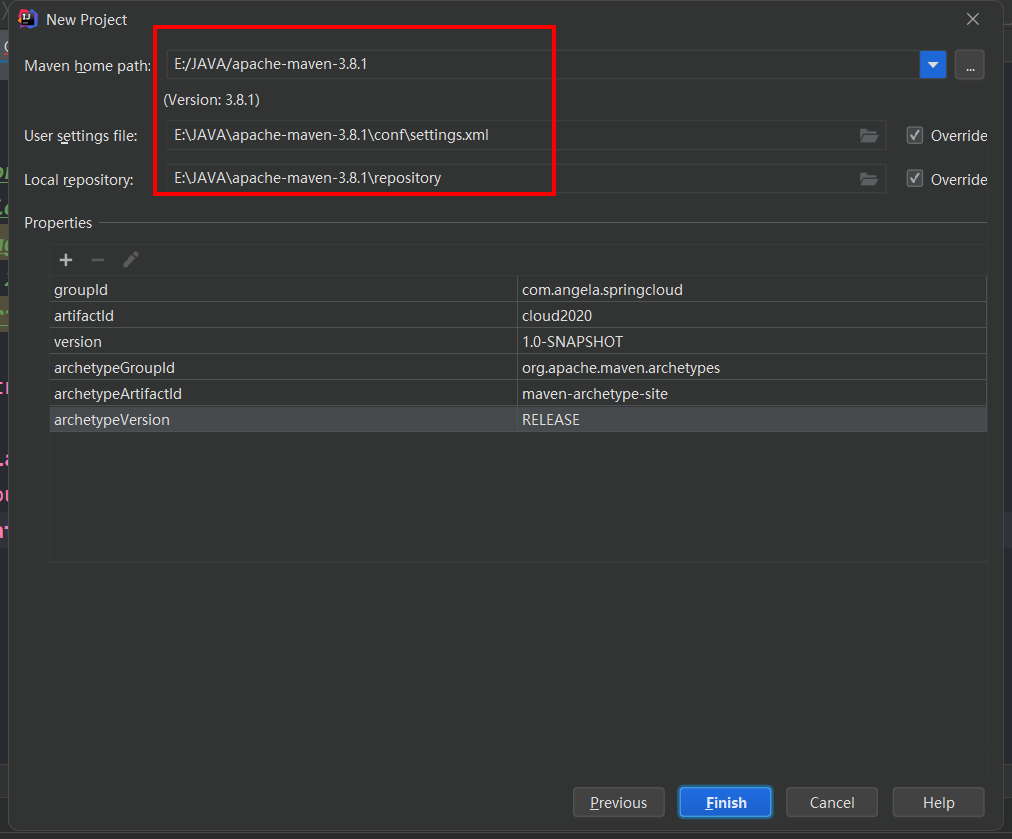 New Project
Maven home path: E:/JAVA/apache-maven-3.8.1 ...
(Version: 3.8.1)
User settings file: E:\JAVA\apache-maven-3.8.1\conf\settings.xml Override
Local repository: E:\JAVA\apache-maven-3.8.1\repository Override
Properties
groupId com.angela.springcloud
artifactId cloud2020
version 1.0-SNAPSHOT
archetypeGroupId org.apache.maven.archetypes
archetypeArtifactId maven-archetype-site
archetypeVersion RELEASE
Previous Finish Cancel Help